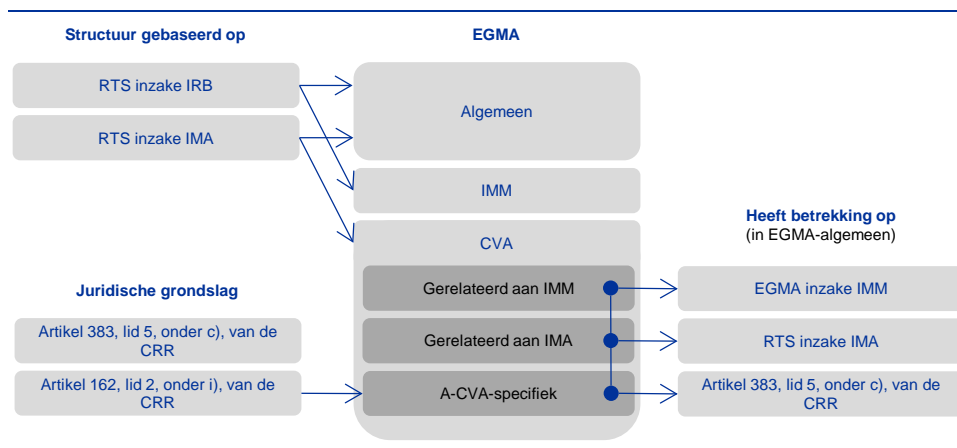 Structuur gebaseerd op
EGMA
RTS inzake IRB
RTS inzake IMA
Algemeen
IMM
CVA
Heeft betrekking op
(in EGMA-algemeen)
Juridische grondslag
Gerelateerd aan IMM
EGMA inzake IMM
Artikel 383, lid 5, onder c), van de
CRR
Gerelateerd aan IMA
RTS inzake IMA
Artikel 162, lid 2, onder i), van de
CRR
A-CVA-specifiek
Artikel 383, lid 5, onder c), van de
CRR